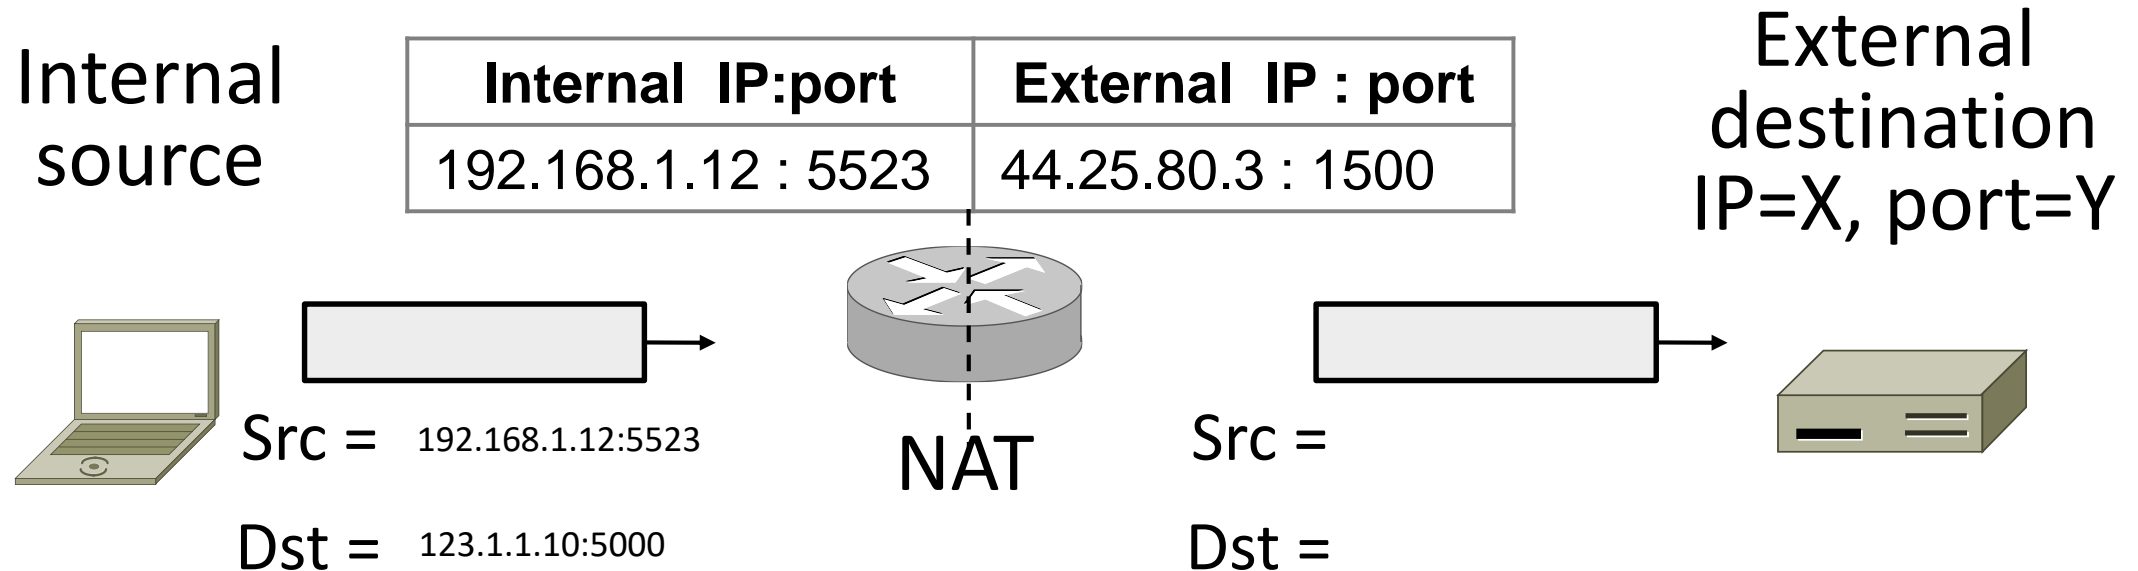 Internal
source
Internal IP:port
External IP : port
192.168.1.12 : 5523
44.25.80.3 : 1500
External
destination
IP=X, port=Y
NAT
Src = 192.168.1.12:5523
Dst = 123.1.1.10:5000
Src =
Dst =